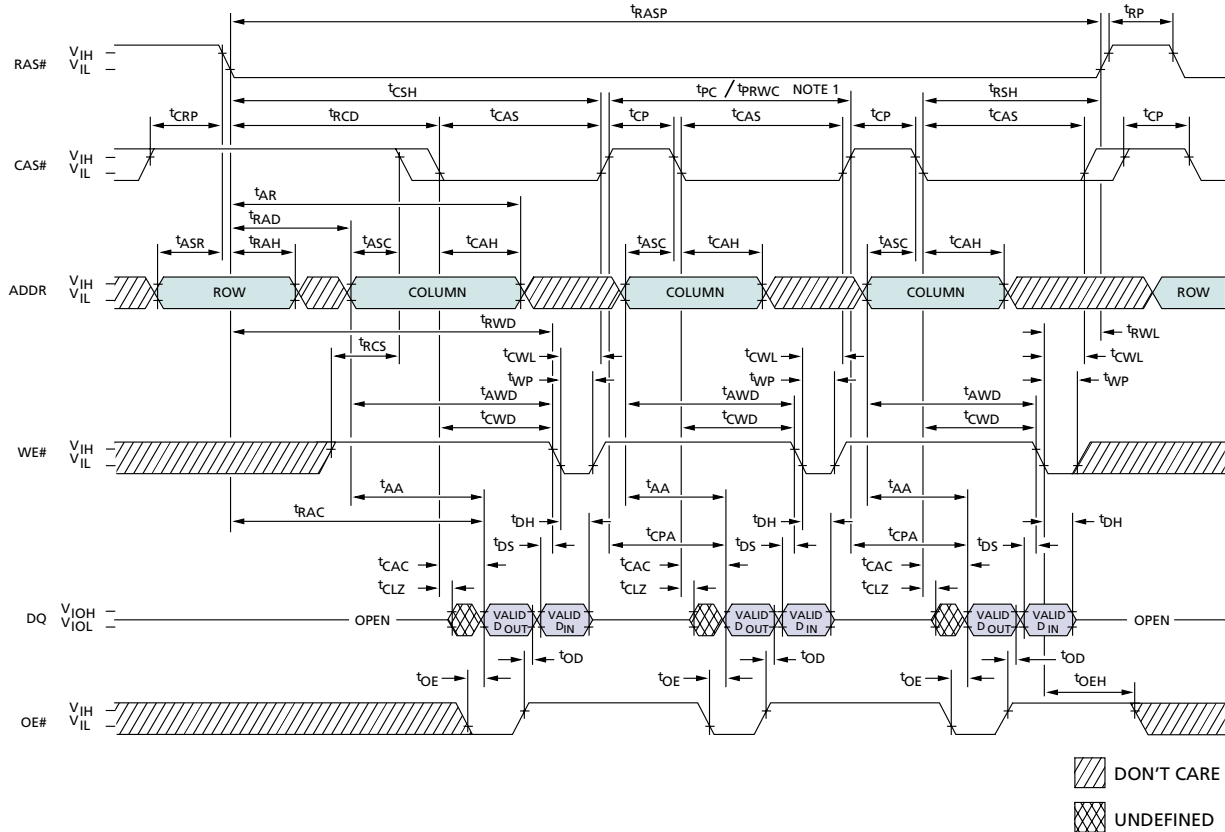 tRASP tRP
RAS# VIH
VIL
tCSH tPC / tPRWC NOTE 1 tRSH
tCRP tRCD tCAS tCP tCAS tCP tCAS tCP
CAS# VIH
VIL
tAR
tRAD
tASR tRAH tASC tCAH tASC tCAH tASC tCAH
ADDR VIH
VIL
ROW COLUMN COLUMN COLUMN ROW
tRWD tRWL
tRCS tCWL tCWL tCWL
tWP tWP tWP
tAWD tAWD tAWD
tCWD tCWD tCWD
WE# VIH
VIL
tAA tAA tAA
tRAC tDH tDH tDH
tDS tCPA tDS tCPA tDS
tCAC tCAC tCAC
tCLZ tCLZ tCLZ
DQ VIOH
VIOL
OPEN VALID DOUT VALID DIN VALID DOUT VALID DIN VALID DOUT VALID DIN OPEN
tOD tOD tOD
tOE tOE tOE tOEH
OE# VIH
VIL
DON'T CARE
UNDEFINED